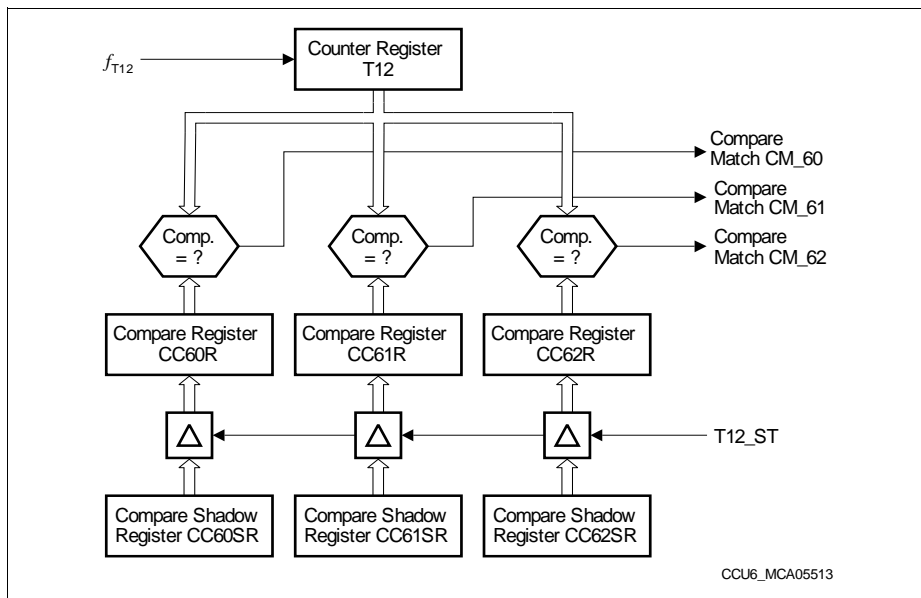 Counter Register
T12
fT12
Compare
Match CM_60
Compare
Match CM_61
Compare
Match CM_62
Comp.
= ?
Comp.
= ?
Comp.
= ?
Compare Register
CC60R
Compare Register
CC61R
Compare Register
CC62R
T12_ST
Compare Shadow
Register CC60SR
Compare Shadow
Register CC61SR
Compare Shadow
Register CC62SR
CCU6_MCA05513